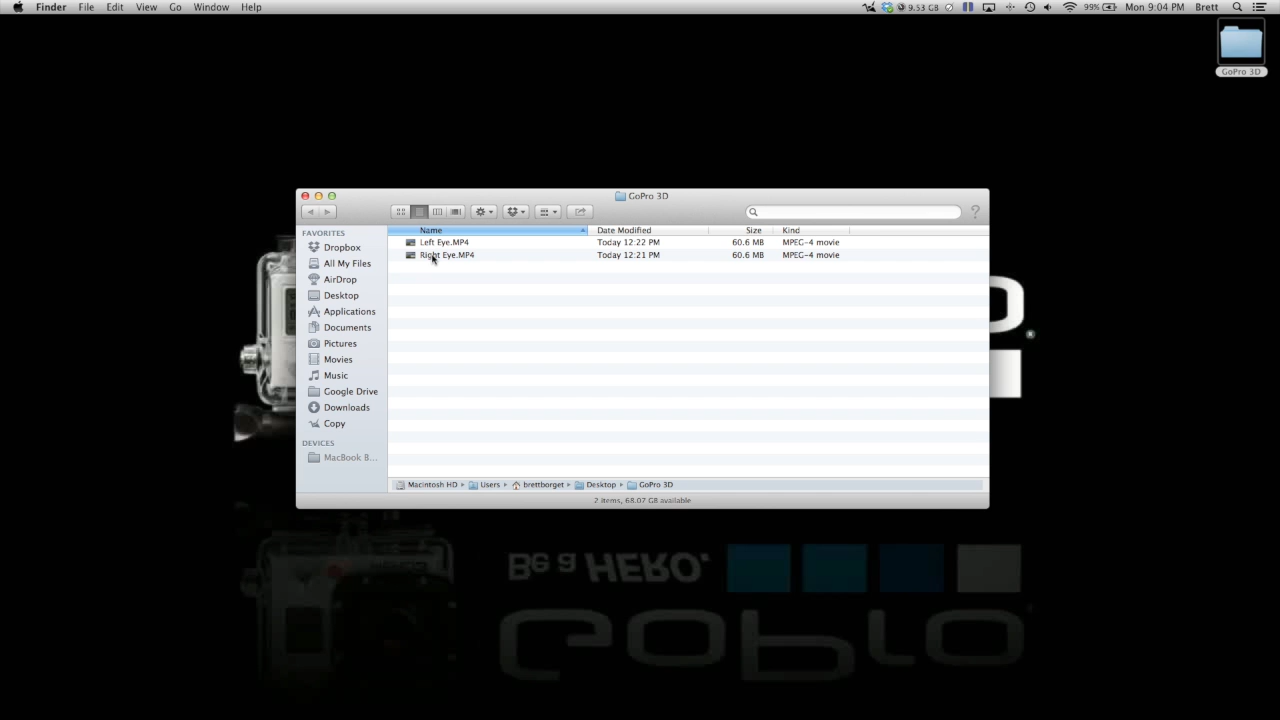 Finder File Edit View Go Window Help 9.53 GB 99% Mon 9:04 PM Brett
GoPro 3D
GoPro 3D
FAVORITES
Dropbox
All My Files
AirDrop
Desktop
Applications
Documents
Pictures
Movies
Music
Google Drive
Downloads
Copy
DEVICES
MacBook B...
Name Date Modified Size Kind
Left Eye.MP4 Today 12:22 PM 60.6 MB MPEG-4 movie
Right Eye.MP4 Today 12:21 PM 60.6 MB MPEG-4 movie
Macintosh HD ▸ Users ▸ brettborget ▸ Desktop ▸ GoPro 3D
2 items, 68.07 GB available
Be a HERO.
GoPro